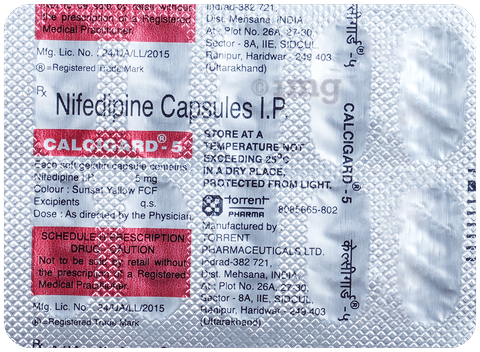 the prescription of a Registered
Medical Practitioner.
Mfg. Lic. No. : 24/UA/LL/2015
®=Registered Trade Mark
Rx
Nifedipine Capsules I.P.
CALCIGARD®-5
Each soft gelatin capsule contains
Nifedipine I.P. 5 mg
Colour : Sunset Yellow FCF
Excipients q.s.
Dose : As directed by the Physician
SCHEDULE PRESCRIPTION
DRUG CAUTION
Not to be sold by retail without
the prescription of a Registered
Medical Practitioner.
Mfg. Lic. No. : 24/UA/LL/2015
®=Registered Trade Mark
Indrad-382 721,
Dist. Mehsana, INDIA
At : Plot No. 26A, 27-30,
Sector - 8A, IIE, SIDCUL,
Ranipur, Haridwar - 249 403
(Uttarakhand)
STORE AT A
TEMPERATURE NOT
EXCEEDING 25°C
IN A DRY PLACE,
PROTECTED FROM LIGHT.
torrent
PHARMA
8085665-802
Manufactured by
TORRENT
PHARMACEUTICALS LTD.
Indrad-382 721,
Dist. Mehsana, INDIA.
At : Plot No. 26A, 27-30,
Sector - 8A, IIE, SIDCUL,
Ranipur, Haridwar - 249 403
(Uttarakhand)
केल्सीगार्ड-५
CALCIGARD®-5
केल्सीगार्ड-५
1mg